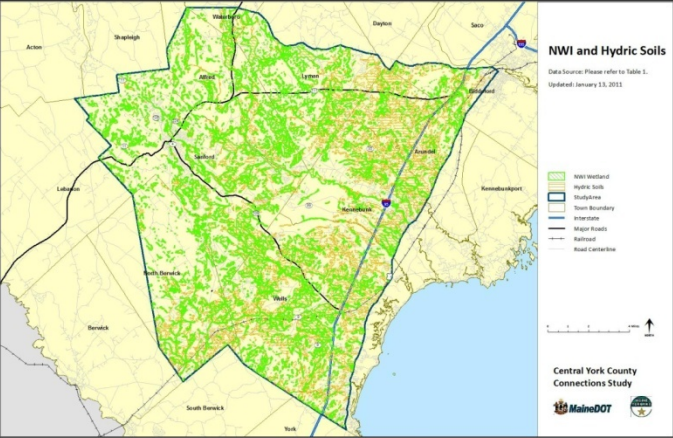 Waterboro
Dayton
Saco
Shapleigh
Acton
Alfred
Lyman
Biddeford
Arundel
Sanford
Lebanon
Kennebunkport
Kennebunk
North Berwick
Wells
Berwick
South Berwick
York
NWI and Hydric Soils
Data Source: Please refer to Table 1.
Updated: January 13, 2011
NWI Wetland
Hydric Soils
StudyArea
Town Boundary
Interstate
Major Roads
Railroad
Road Centerline
Central York County
Connections Study
MaineDOT